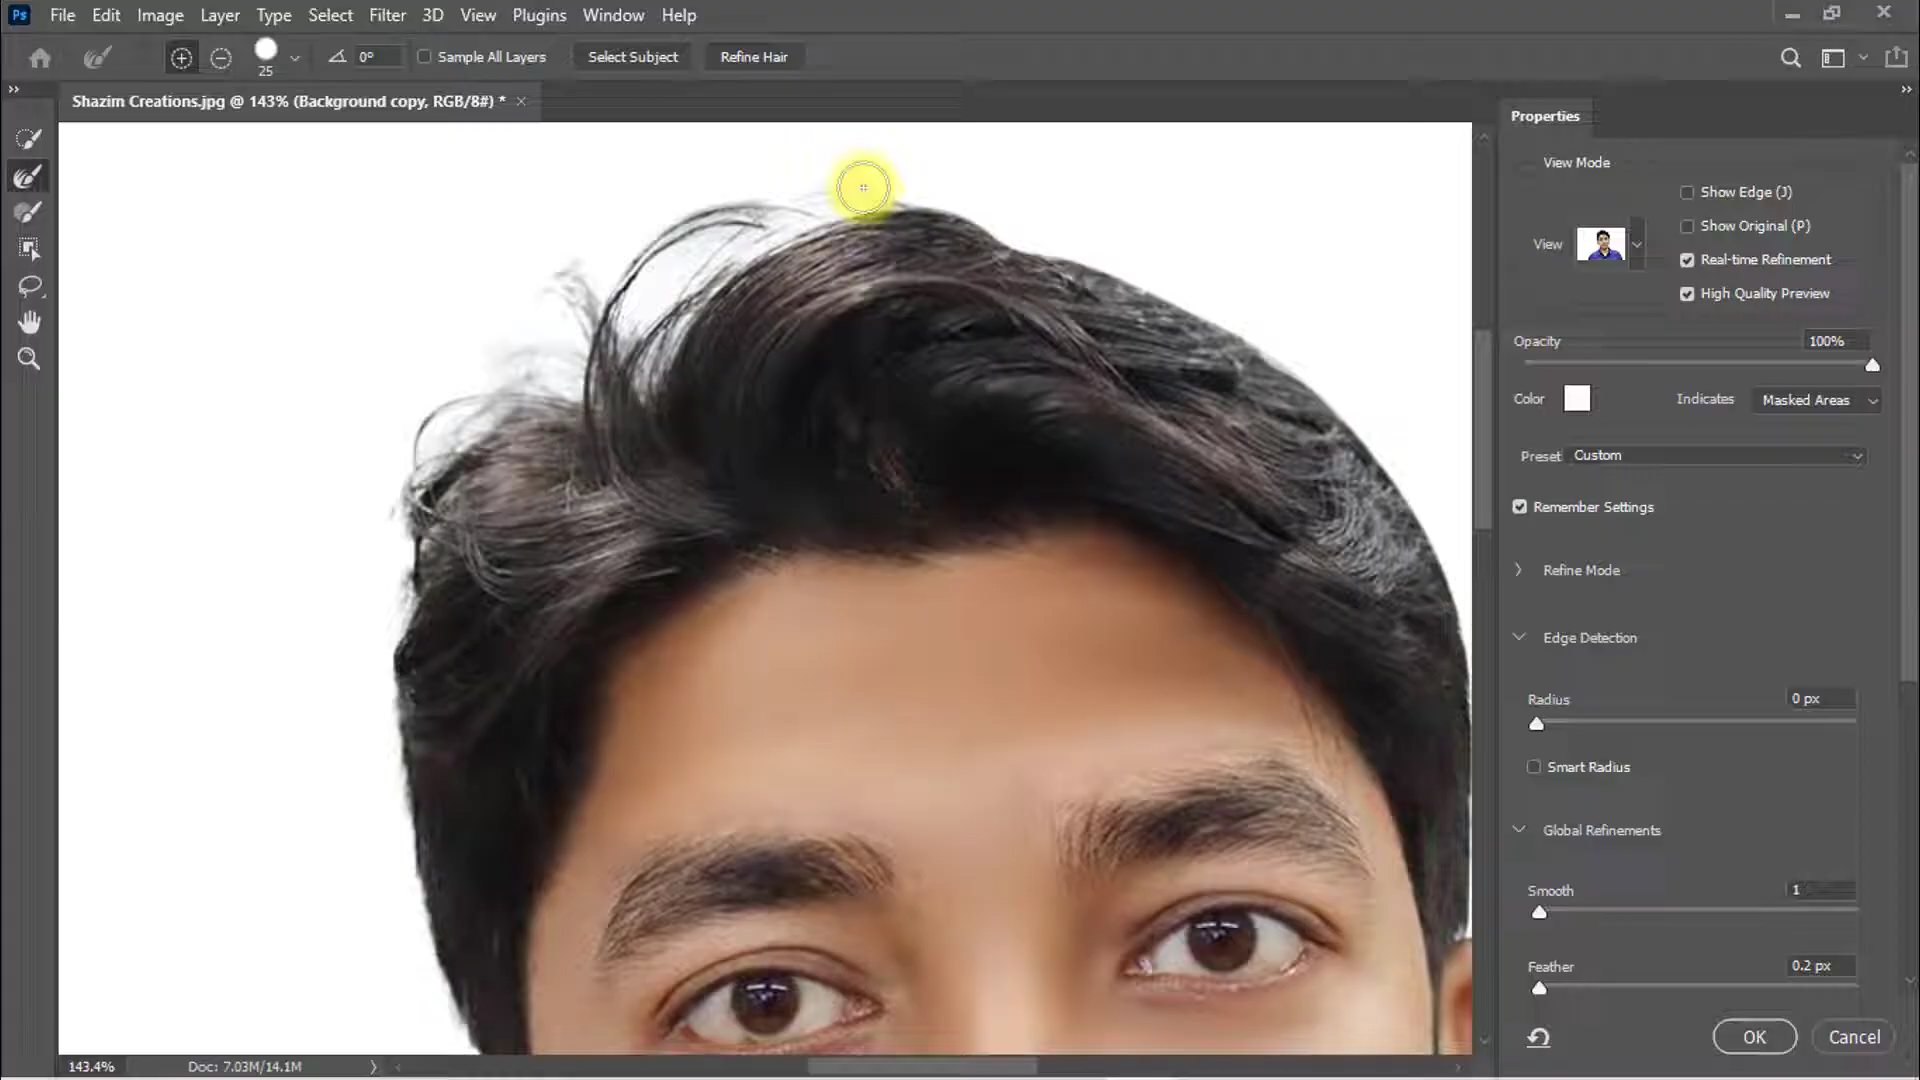 Ps File Edit Image Layer Type Select Filter 3D View Plugins Window Help
25 0° Sample All Layers Select Subject Refine Hair
Shazim Creations.jpg @ 143% (Background copy, RGB/8#) *
Properties
View Mode
Show Edge (J)
Show Original (P)
View
Real-time Refinement
High Quality Preview
Opacity 100%
Color Indicates Masked Areas
Preset Custom
Remember Settings
Refine Mode
Edge Detection
Radius 0 px
Smart Radius
Global Refinements
Smooth 1
Feather 0.2 px
OK Cancel
143.4% Doc: 7.03M/14.1M